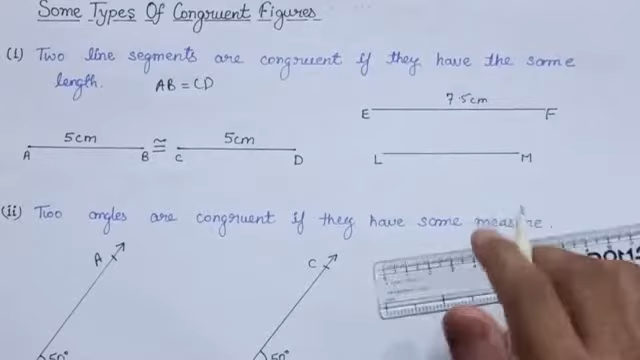 Some Types Of Congruent Figures
(i) Two line segments are congruent if they have the same
length. AB = CD
7.5cm
E F
5cm 5cm
A B ≅ C D
L M
(ii) Two angles are congruent if they have same measure.
A C
50° 50°
DOMS